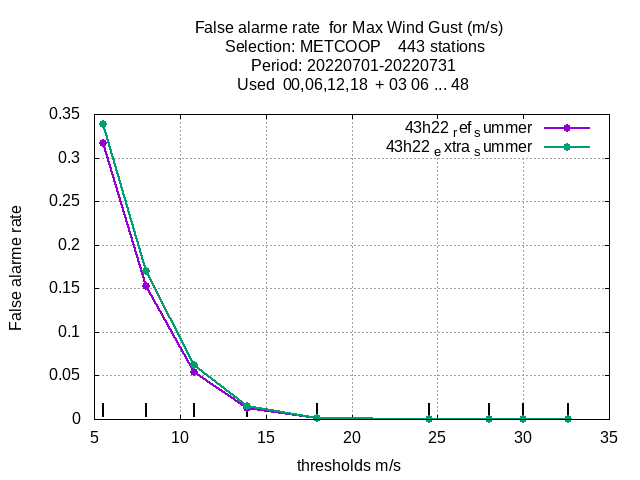 False alarme rate  for Max Wind Gust (m/s)
Selection: METCOOP    443 stations
Period: 20220701-20220731
Used  00,06,12,18  + 03 06 ... 48
43h22 ref summer
43h22 extra summer
False alarme rate
0.35
0.3
0.25
0.2
0.15
0.1
0.05
0
5 10 15 20 25 30 35
thresholds m/s